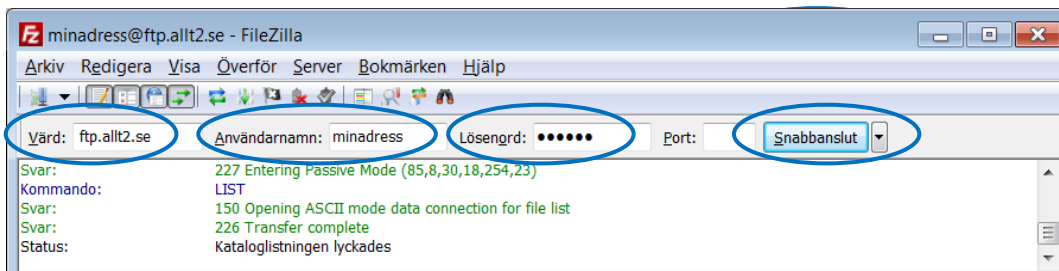 minadress@ftp.allt2.se - FileZilla
Arkiv Redigera Visa Överför Server Bokmärken Hjälp
Värd: ftp.allt2.se Användarnamn: minadress Lösenord: ●●●●●● Port: Snabbanslut
Svar: 227 Entering Passive Mode (85,8,30,18,254,23)
Kommando: LIST
Svar: 150 Opening ASCII mode data connection for file list
Svar: 226 Transfer complete
Status: Kataloglistningen lyckades